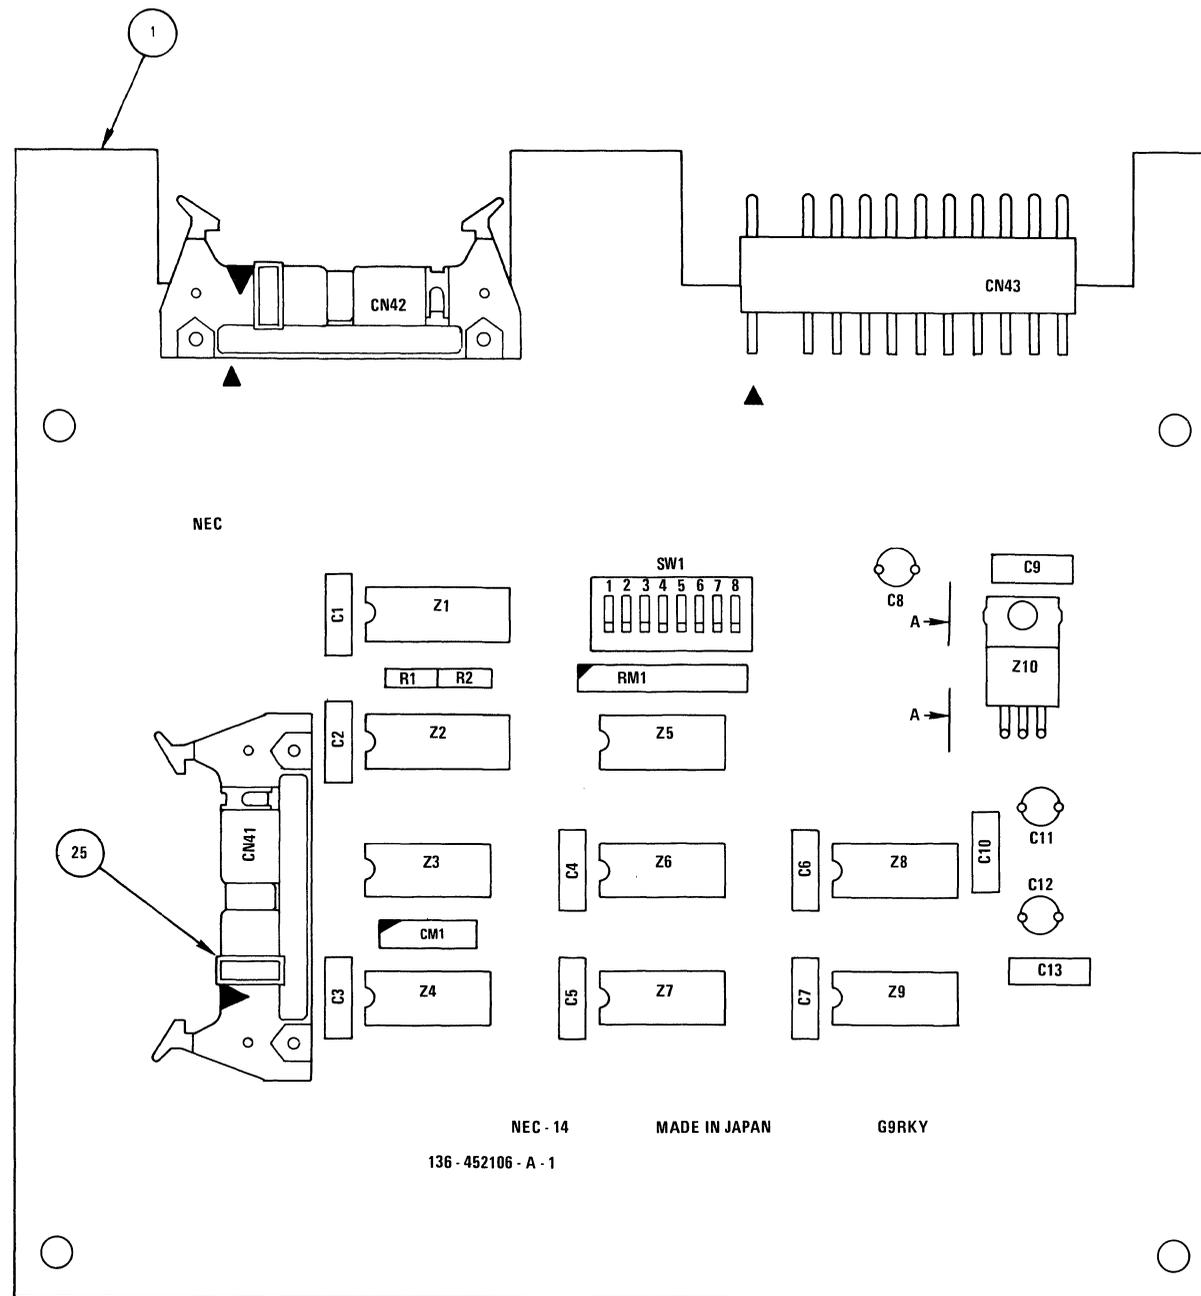 1
CN42
CN43
NEC
SW1
1 2 3 4 5 6 7 8
C1
Z1
C8
C9
A
R1 R2
RM1
Z10
C2
Z2
Z5
A
CN41
25
Z3
C4
Z6
C6
Z8
C10
C11
C12
CM1
C3
Z4
C5
Z7
C7
Z9
C13
NEC - 14 MADE IN JAPAN G9RKY
136 - 452106 - A - 1